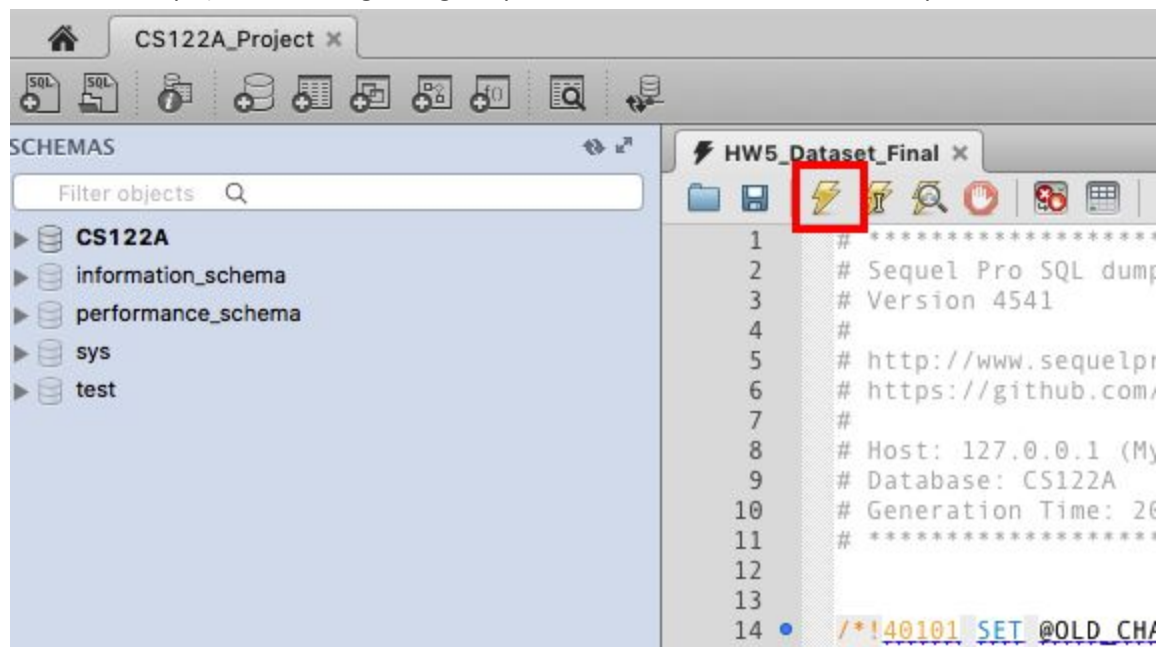 CS122A_Project ×
SQL SQL
f()
SCHEMAS
Filter objects
CS122A
information_schema
performance_schema
sys
test
HW5_Dataset_Final ×
1 # ********************
2 # Sequel Pro SQL dump
3 # Version 4541
4 #
5 # http://www.sequelpr
6 # https://github.com/
7 #
8 # Host: 127.0.0.1 (My
9 # Database: CS122A
10 # Generation Time: 20
11 # ********************
12
13
14 /*!40101 SET @OLD_CHA